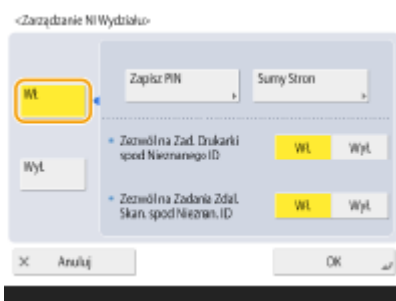 <Zarządzanie NI Wydziału>
Wł.
Zapisz PIN
Sumy Stron
Zezwól na Zad. Drukarki
spod Nieznanego ID
Wł.
Wył.
Wył.
Zezwól na Zadania Zdal.
Skan. spod Nieznan. ID
Wł.
Wył.
Anuluj
OK